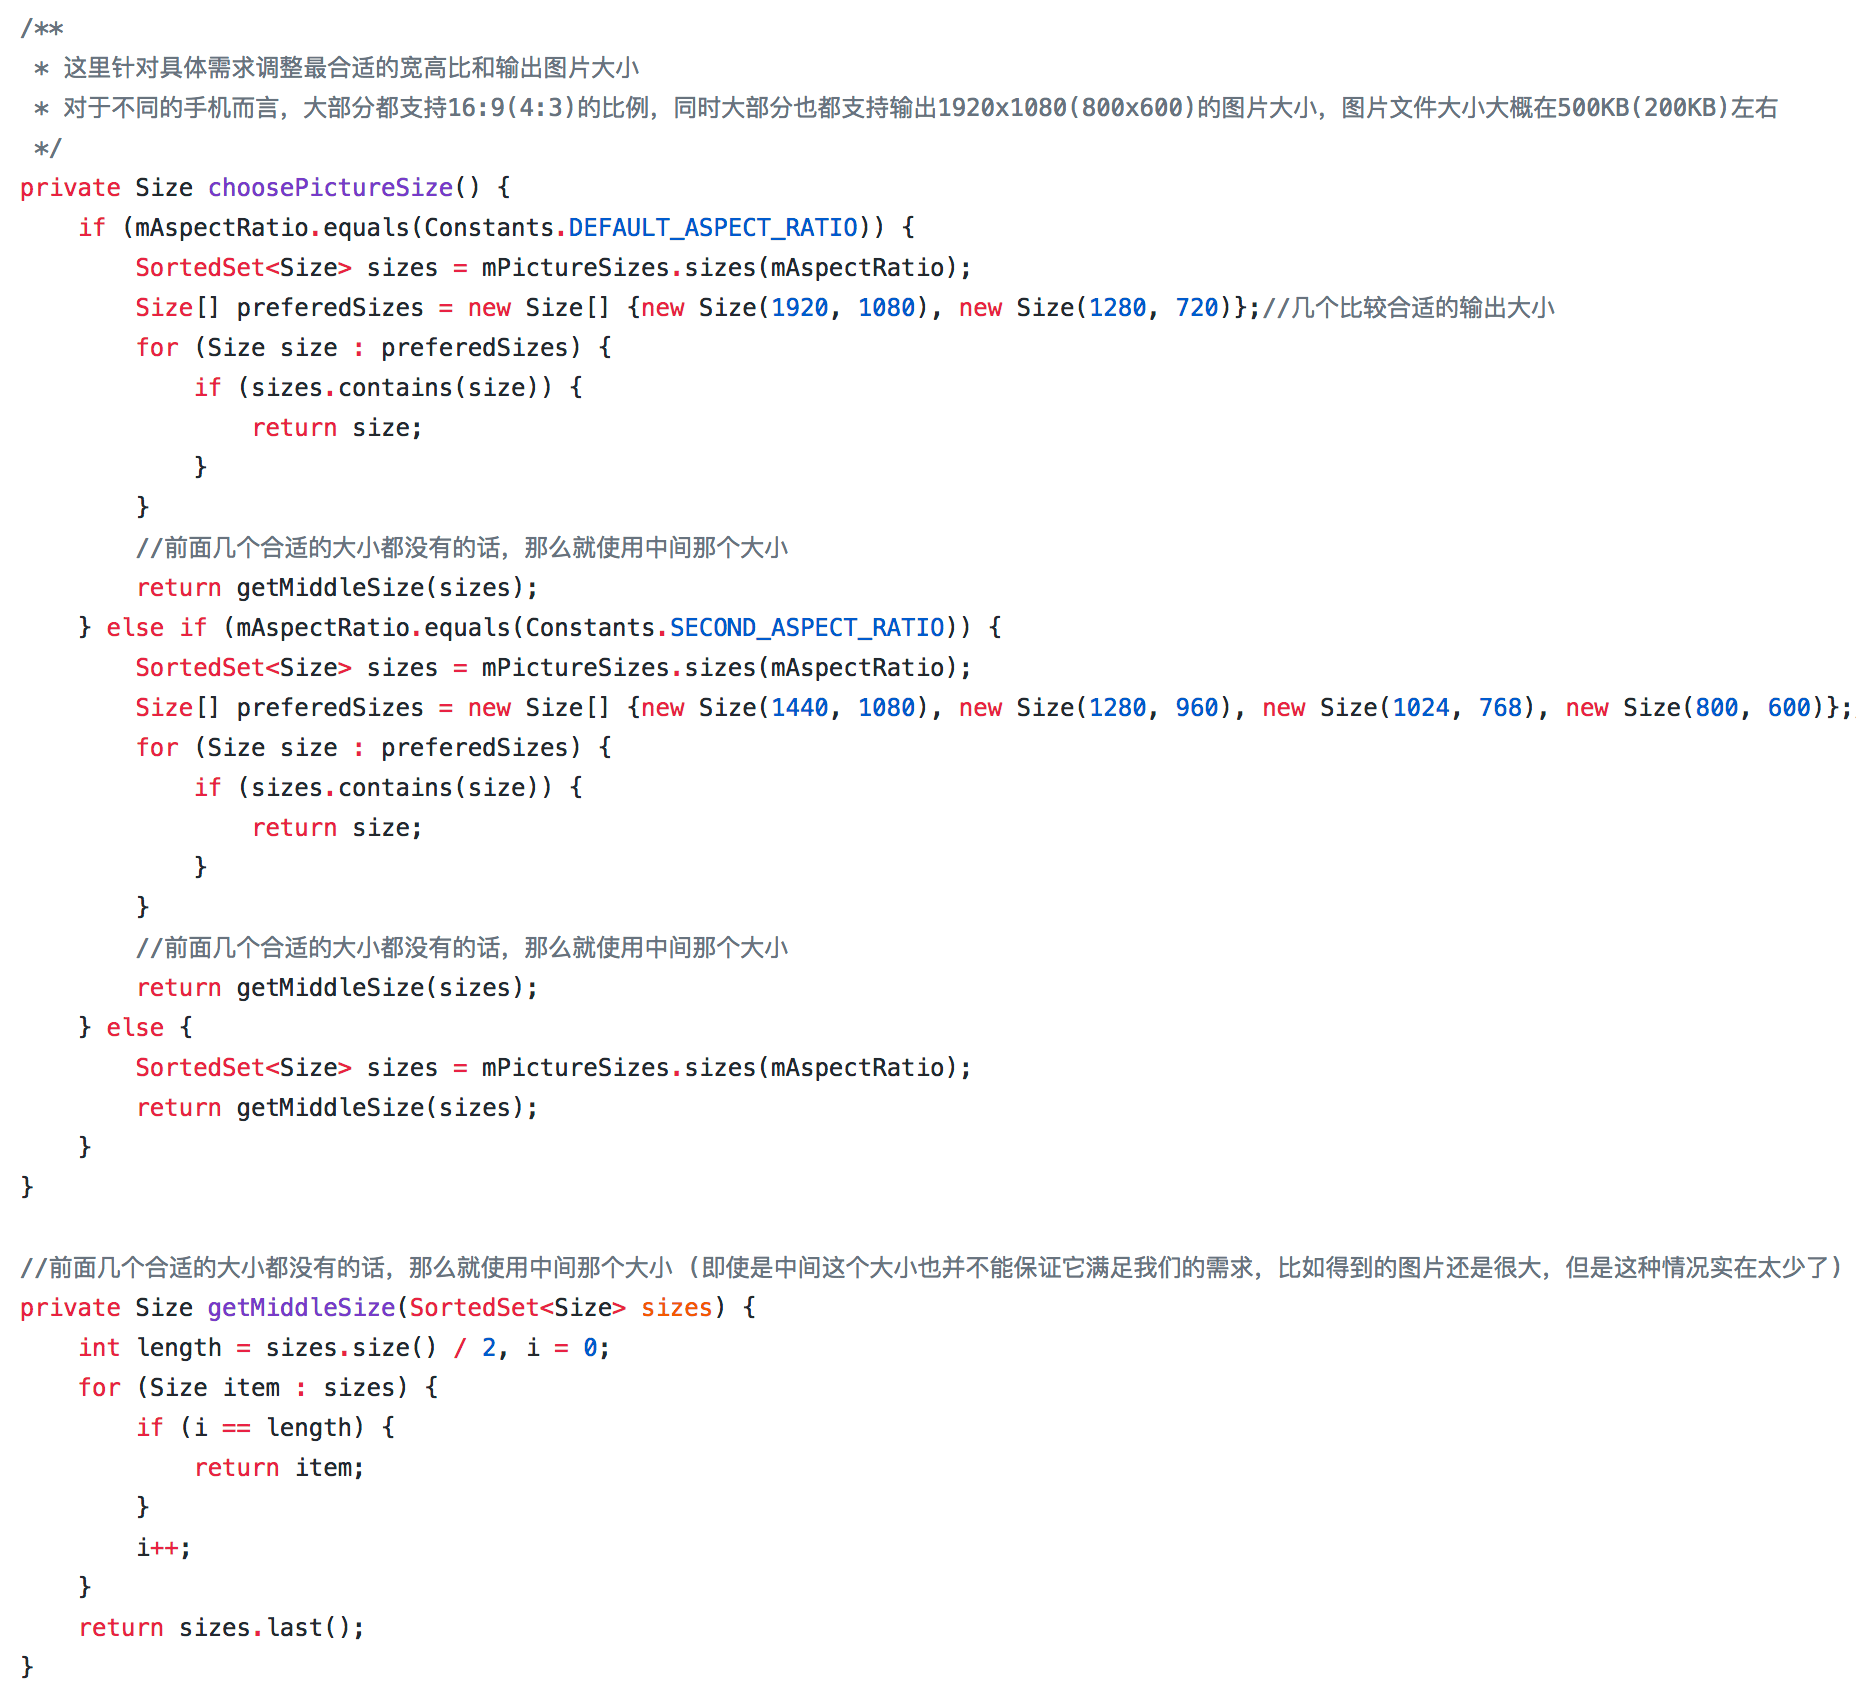 /**
 * 这里针对具体需求调整最合适的宽高比和输出图片大小
 * 对于不同的手机而言，大部分都支持16:9(4:3)的比例，同时大部分也都支持输出1920x1080(800x600)的图片大小，图片文件大小大概在500KB(200KB)左右
 */
private Size choosePictureSize() {
    if (mAspectRatio.equals(Constants.DEFAULT_ASPECT_RATIO)) {
        SortedSet<Size> sizes = mPictureSizes.sizes(mAspectRatio);
        Size[] preferedSizes = new Size[] {new Size(1920, 1080), new Size(1280, 720)};//几个比较合适的输出大小
        for (Size size : preferedSizes) {
            if (sizes.contains(size)) {
                return size;
            }
        }
        //前面几个合适的大小都没有的话，那么就使用中间那个大小
        return getMiddleSize(sizes);
    } else if (mAspectRatio.equals(Constants.SECOND_ASPECT_RATIO)) {
        SortedSet<Size> sizes = mPictureSizes.sizes(mAspectRatio);
        Size[] preferedSizes = new Size[] {new Size(1440, 1080), new Size(1280, 960), new Size(1024, 768), new Size(800, 600)};
        for (Size size : preferedSizes) {
            if (sizes.contains(size)) {
                return size;
            }
        }
        //前面几个合适的大小都没有的话，那么就使用中间那个大小
        return getMiddleSize(sizes);
    } else {
        SortedSet<Size> sizes = mPictureSizes.sizes(mAspectRatio);
        return getMiddleSize(sizes);
    }
}

//前面几个合适的大小都没有的话，那么就使用中间那个大小 (即使是中间这个大小也并不能保证它满足我们的需求，比如得到的图片还是很大，但是这种情况实在太少了)
private Size getMiddleSize(SortedSet<Size> sizes) {
    int length = sizes.size() / 2, i = 0;
    for (Size item : sizes) {
        if (i == length) {
            return item;
        }
        i++;
    }
    return sizes.last();
}